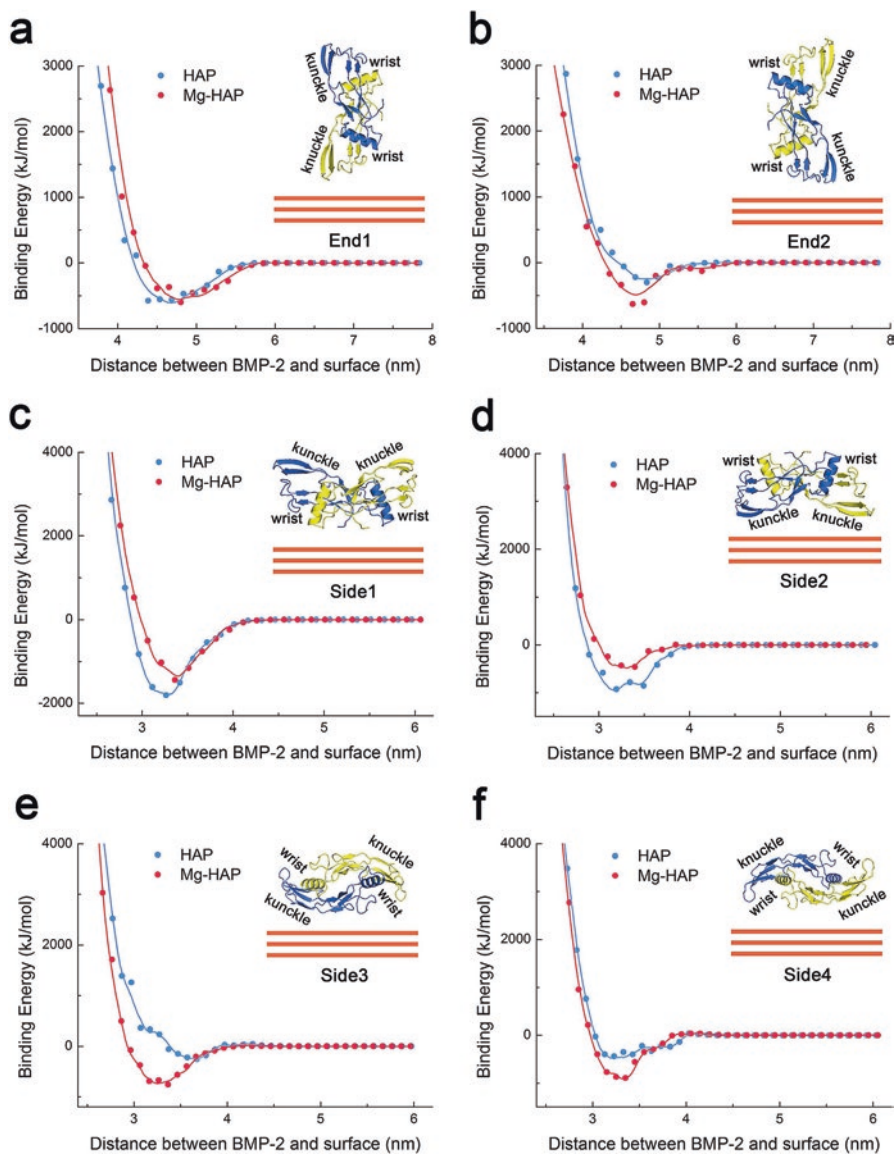 a
b
3000
2000
1000
0
-1000
Binding Energy (kJ/mol)
HAP
Mg-HAP
kunckle
wrist
knuckle
wrist
End1
4 5 6 7 8
Distance between BMP-2 and surface (nm)
3000
2000
1000
0
-1000
Binding Energy (kJ/mol)
HAP
Mg-HAP
wrist
knuckle
wrist
kunckle
End2
4 5 6 7 8
Distance between BMP-2 and surface (nm)
c
d
4000
2000
0
-2000
Binding Energy (kJ/mol)
HAP
Mg-HAP
kunckle
knuckle
wrist
wrist
Side1
3 4 5 6
Distance between BMP-2 and surface (nm)
4000
2000
0
Binding Energy (kJ/mol)
HAP
Mg-HAP
wrist
wrist
kunckle
knuckle
Side2
3 4 5 6
Distance between BMP-2 and surface (nm)
e
f
4000
2000
0
Binding Energy (kJ/mol)
HAP
Mg-HAP
wrist
knuckle
kunckle
wrist
Side3
3 4 5 6
Distance between BMP-2 and surface (nm)
4000
2000
0
Binding Energy (kJ/mol)
HAP
Mg-HAP
knuckle
wrist
wrist
kunckle
Side4
3 4 5 6
Distance between BMP-2 and surface (nm)